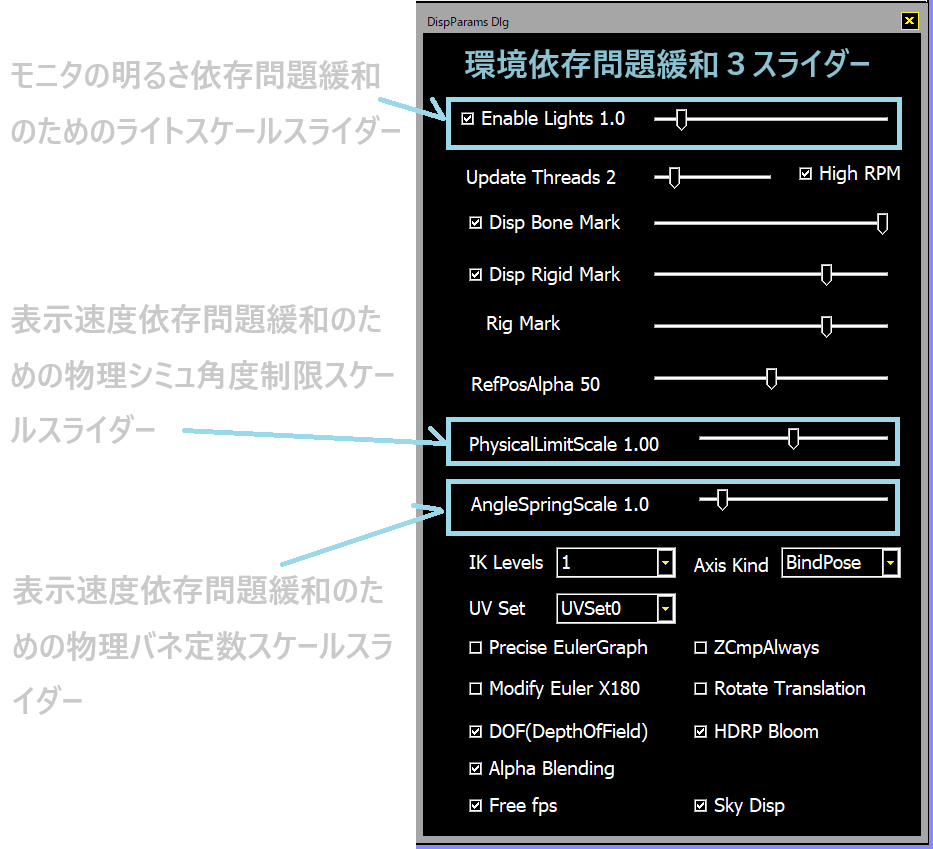 DispParams Dlg
環境依存問題緩和３スライダー
モニタの明るさ依存問題緩和
のためのライトスケールスライダー
Enable Lights 1.0
Update Threads 2
High RPM
Disp Bone Mark
Disp Rigid Mark
Rig Mark
RefPosAlpha 50
表示速度依存問題緩和のた
めの物理シミュ角度制限スケー
ルスライダー
PhysicalLimitScale 1.00
AngleSpringScale 1.0
表示速度依存問題緩和のた
めの物理バネ定数スケールスラ
イダー
IK Levels
1
Axis Kind
BindPose
UV Set
UVSet0
Precise EulerGraph
ZCmpAlways
Modify Euler X180
Rotate Translation
DOF(DepthOfField)
HDRP Bloom
Alpha Blending
Free fps
Sky Disp